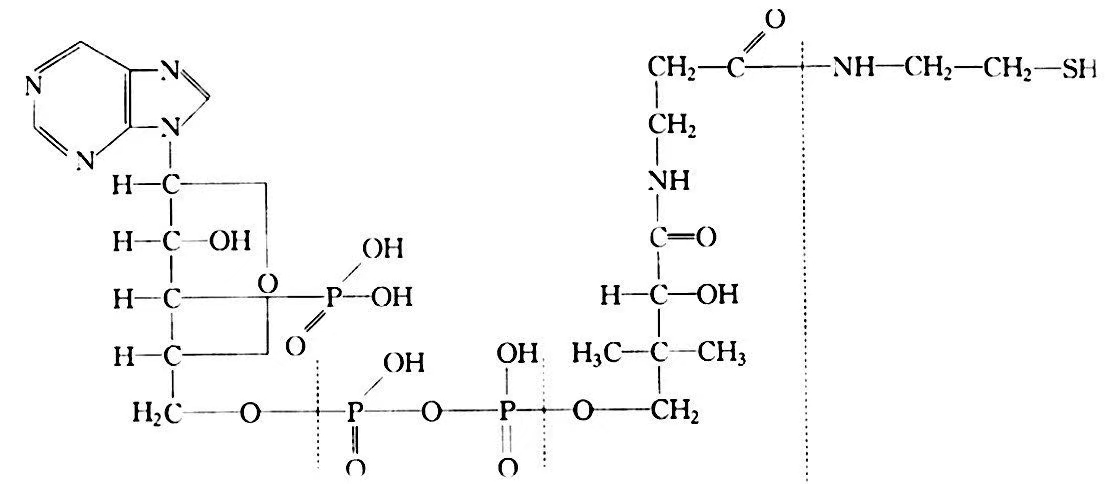 O
CH₂—C—NH—CH₂—CH₂—SH
N
N
CH₂
N
N
NH
H—C
H—C—OH
C=O
OH
O
H—C—P—OH
H—C—OH
O
H—C
OH
OH
H₃C—C—CH₃
H₂C—O—P—O—P—O—CH₂
O
O